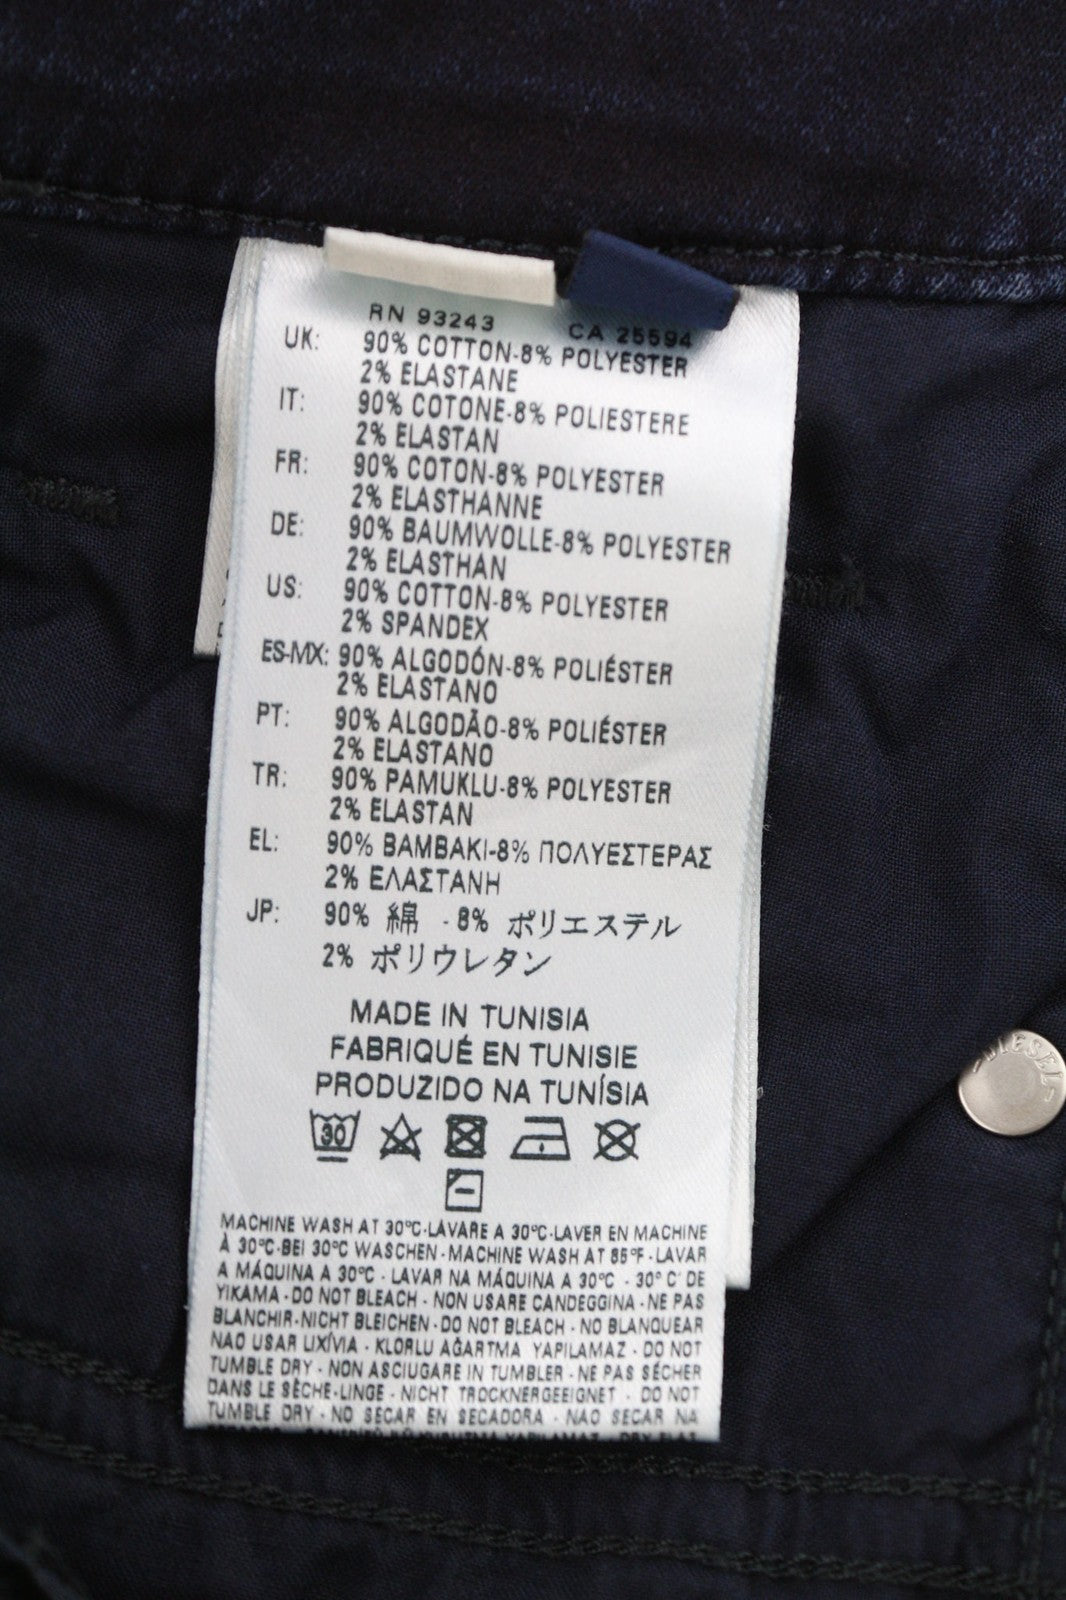 RN 93243 CA 25594
UK: 90% COTTON-8% POLYESTER
2% ELASTANE
IT: 90% COTONE-8% POLIESTERE
2% ELASTAN
FR: 90% COTON-8% POLYESTER
2% ELASTHANNE
DE: 90% BAUMWOLLE-8% POLYESTER
2% ELASTHAN
US: 90% COTTON-8% POLYESTER
2% SPANDEX
ES-MX: 90% ALGODÓN-8% POLIÉSTER
2% ELASTANO
PT: 90% ALGODÃO-8% POLIÉSTER
2% ELASTANO
TR: 90% PAMUKLU-8% POLYESTER
2% ELASTAN
EL: 90% ΒΑΜΒΑΚΙ-8% ΠΟΛΥΕΣΤΕΡΑΣ
2% ΕΛΑΣΤΑΝΗ
JP: 90% 綿 - 8% ポリエステル
2% ポリウレタン
MADE IN TUNISIA
FABRIQUÉ EN TUNISIE
PRODUZIDO NA TUNÍSIA
30
MACHINE WASH AT 30°C-LAVARE A 30°C-LAVER EN MACHINE
À 30°C-BEI 30°C WASCHEN - MACHINE WASH AT 85°F - LAVAR
A MÁQUINA A 30°C - LAVAR NA MÁQUINA A 30°C - 30° C' DE
YIKAMA - DO NOT BLEACH - NON USARE CANDEGGINA - NE PAS
BLANCHIR-NICHT BLEICHEN - DO NOT BLEACH - NO BLANQUEAR
NAO USAR LIXÍVIA - KLORLU AĞARTMA YAPILAMAZ - DO NOT
TUMBLE DRY - NON ASCIUGARE IN TUMBLER - NE PAS SÉCHER
DANS LE SÈCHE-LINGE - NICHT TROCKNERGEEIGNET - DO NOT
TUMBLE DRY - NO SECAR EN SECADORA - NAO SECAR NA
YAPILAMAZ - DRY FLAS
DIESEL